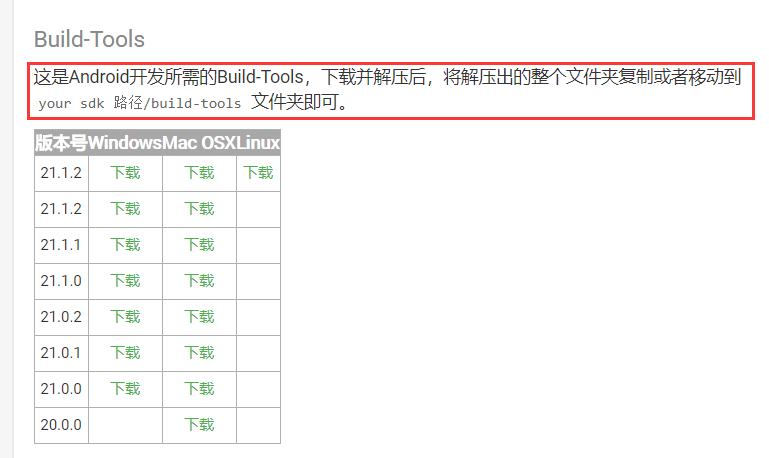 Build-Tools
这是Android开发所需的Build-Tools，下载并解压后，将解压出的整个文件夹复制或者移动到
your sdk 路径/build-tools 文件夹即可。
版本号 Windows Mac OSX Linux
21.1.2 下载 下载 下载
21.1.2 下载 下载
21.1.1 下载 下载
21.1.0 下载 下载
21.0.2 下载 下载
21.0.1 下载 下载
21.0.0 下载 下载
20.0.0 下载